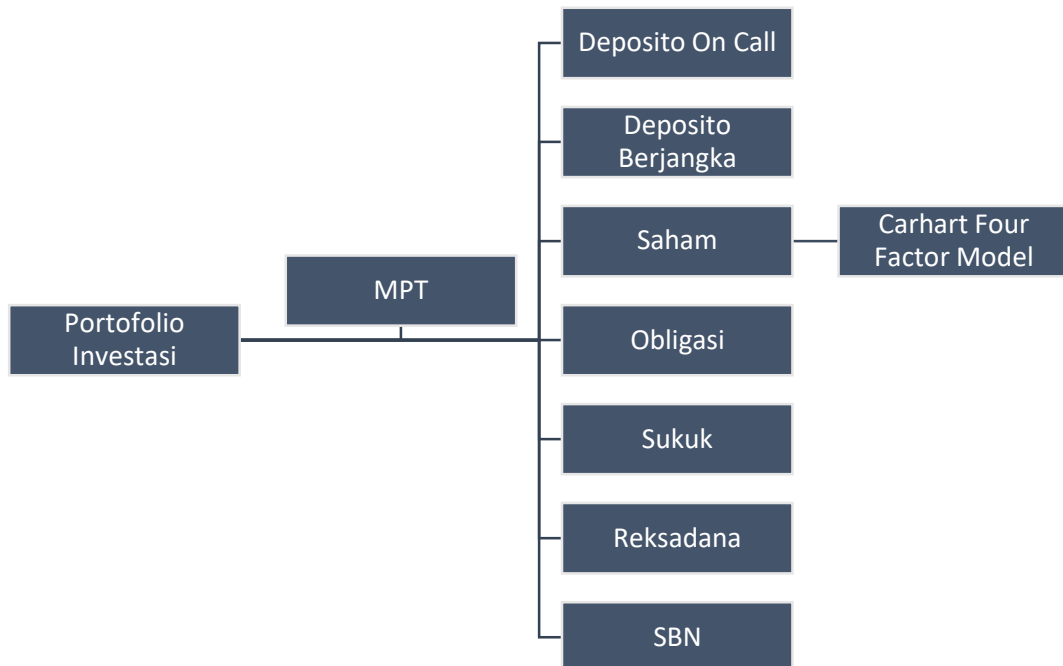 Portofolio
Investasi
MPT
Deposito On Call
Deposito
Berjangka
Saham
Carhart Four
Factor Model
Obligasi
Sukuk
Reksadana
SBN